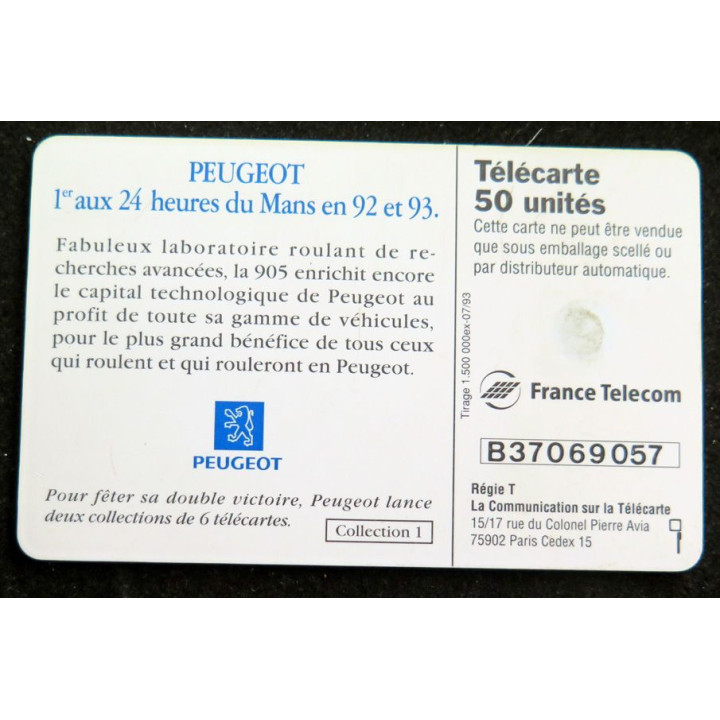 PEUGEOT
1er aux 24 heures du Mans en 92 et 93.
Fabuleux laboratoire roulant de re-
cherches avancées, la 905 enrichit encore
le capital technologique de Peugeot au
profit de toute sa gamme de véhicules,
pour le plus grand bénéfice de tous ceux
qui roulent et qui rouleront en Peugeot.
PEUGEOT
Pour fêter sa double victoire, Peugeot lance
deux collections de 6 télécartes.
Collection 1
Tirage 1.500 000ex-07/93
Télécarte
50 unités
Cette carte ne peut être vendue
que sous emballage scellé ou
par distributeur automatique.
France Telecom
B37069057
Régie T
La Communication sur la Télécarte
15/17 rue du Colonel Pierre Avia
75902 Paris Cedex 15